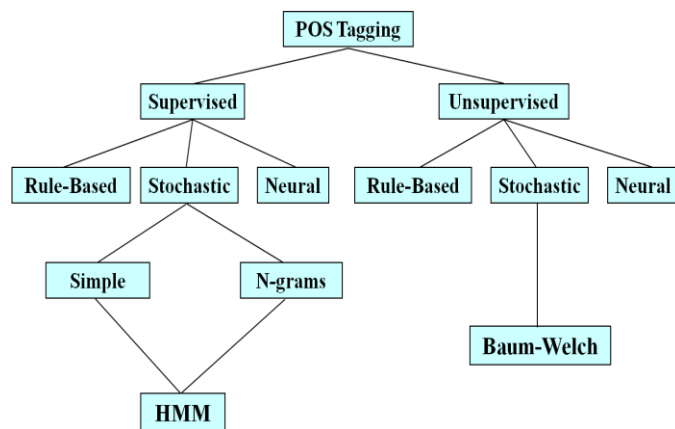 POS Tagging
Supervised
Unsupervised
Rule-Based
Stochastic
Neural
Rule-Based
Stochastic
Neural
Simple
N-grams
Baum-Welch
HMM